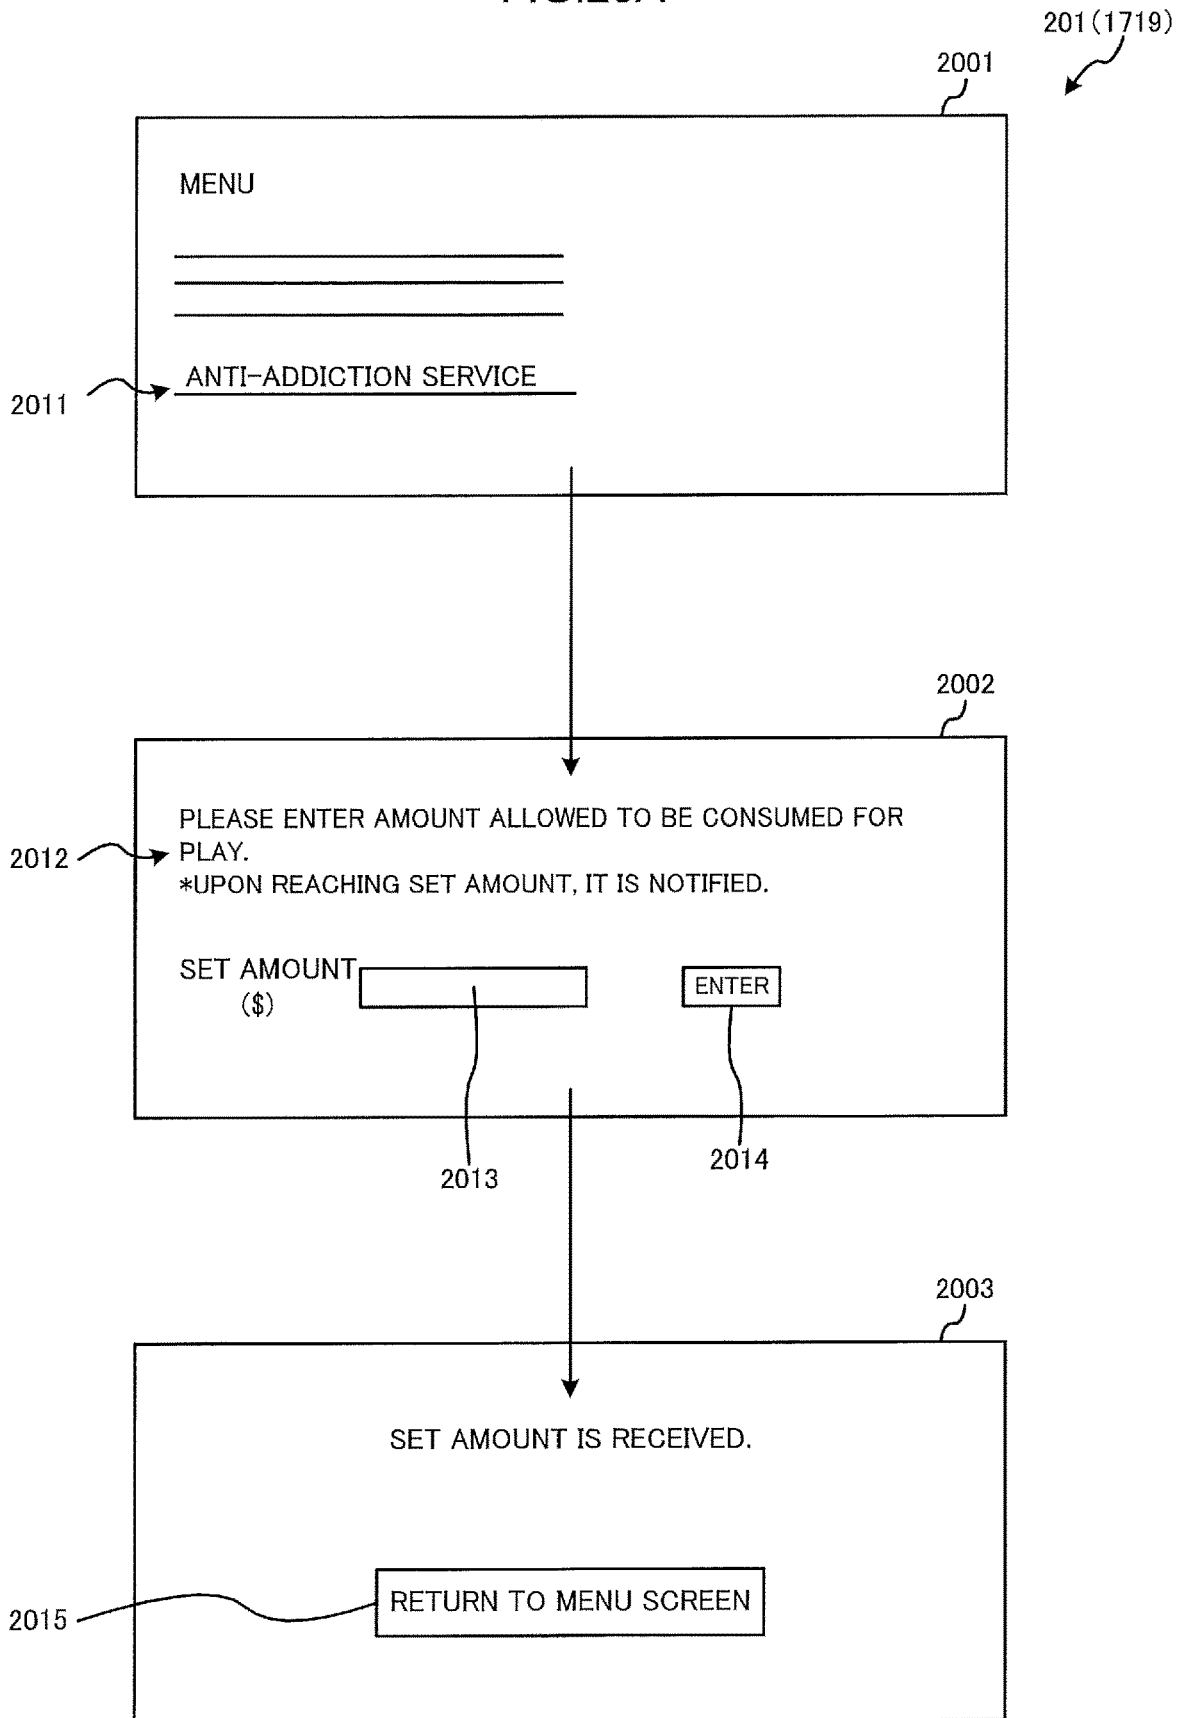 201(1719)
2001
MENU
ANTI-ADDICTION SERVICE
2011
2002
PLEASE ENTER AMOUNT ALLOWED TO BE CONSUMED FOR
PLAY.
2012
*UPON REACHING SET AMOUNT, IT IS NOTIFIED.
SET AMOUNT
($)
ENTER
2013
2014
2003
SET AMOUNT IS RECEIVED.
RETURN TO MENU SCREEN
2015